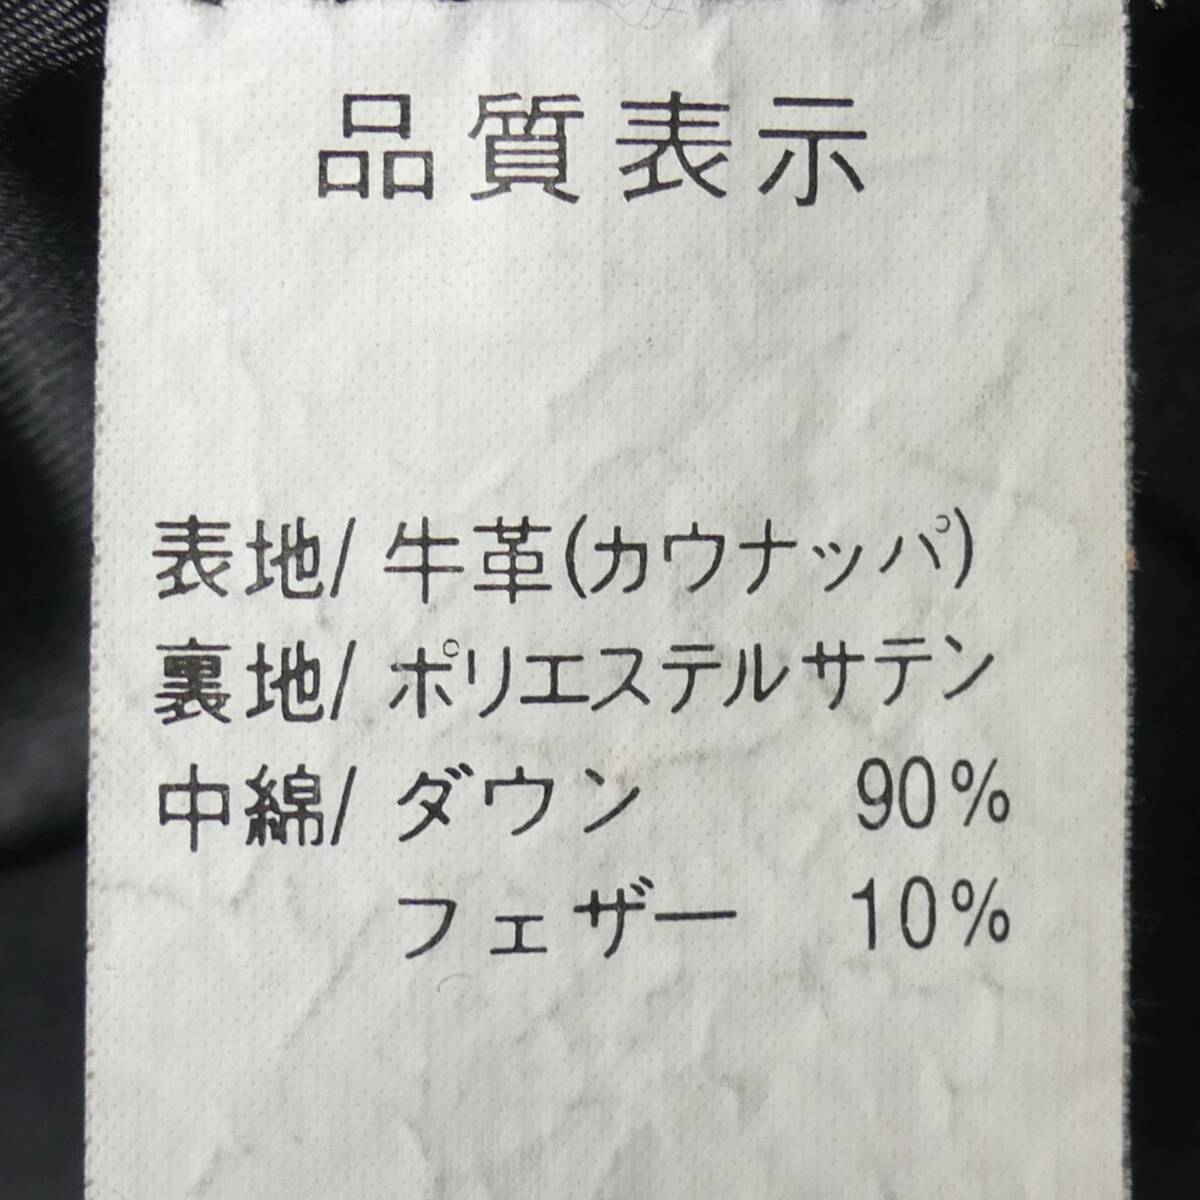 品質表示
表地/ 牛革(カウナッパ)
裏地/ ポリエステルサテン
中綿/ ダウン 90%
フェザー 10%